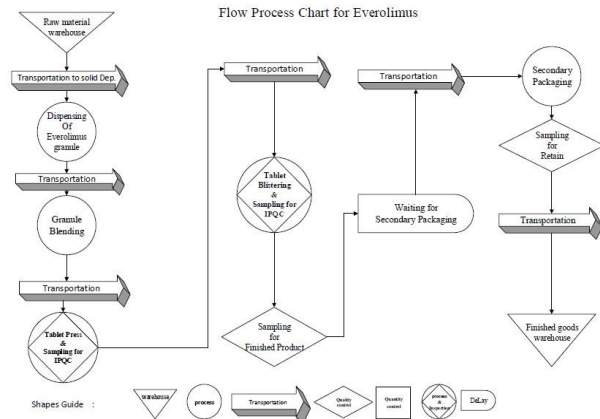 Flow Process Chart for Everolimus
Raw material
warehouse
Transportation to solid Dep.
Dispensing
Of
Everolimus
granule
Transportation
Granule
Blending
Transportation
Tablet Press
&
Sampling for
IPQC
Transportation
Tablet
Blistering
&
Sampling for
IPQC
Sampling
for
Finished Product
Waiting for
Secondary Packaging
Transportation
Secondary
Packaging
Sampling
for
Retain
Transportation
Finished goods
warehouse
Shapes Guide :
warehouse
process
Transportation
Quality
control
Quantity
control
process
&
Inspection
DeLay